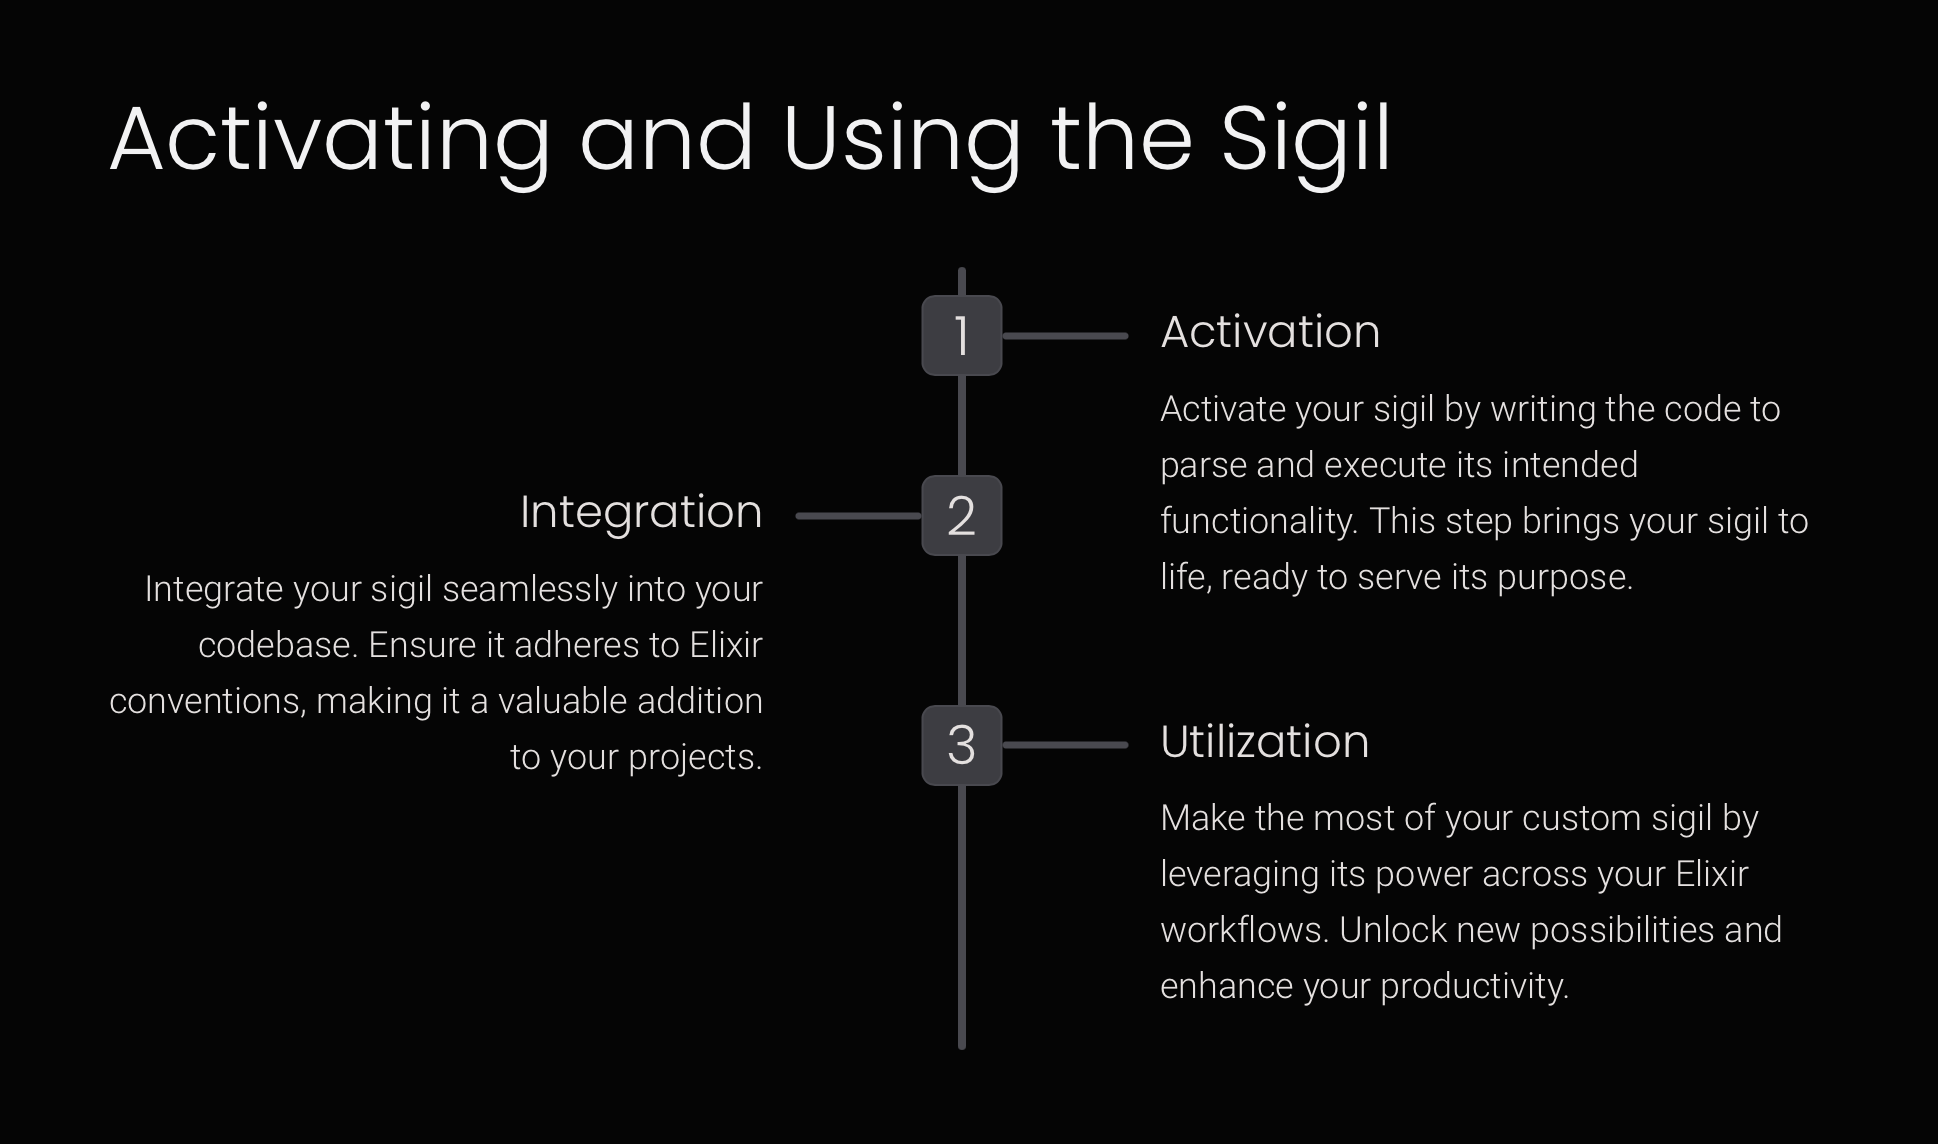 Activating and Using the Sigil
1
Activation
Activate your sigil by writing the code to
parse and execute its intended
functionality. This step brings your sigil to
life, ready to serve its purpose.
2
Integration
Integrate your sigil seamlessly into your
codebase. Ensure it adheres to Elixir
conventions, making it a valuable addition
to your projects.
3
Utilization
Make the most of your custom sigil by
leveraging its power across your Elixir
workflows. Unlock new possibilities and
enhance your productivity.